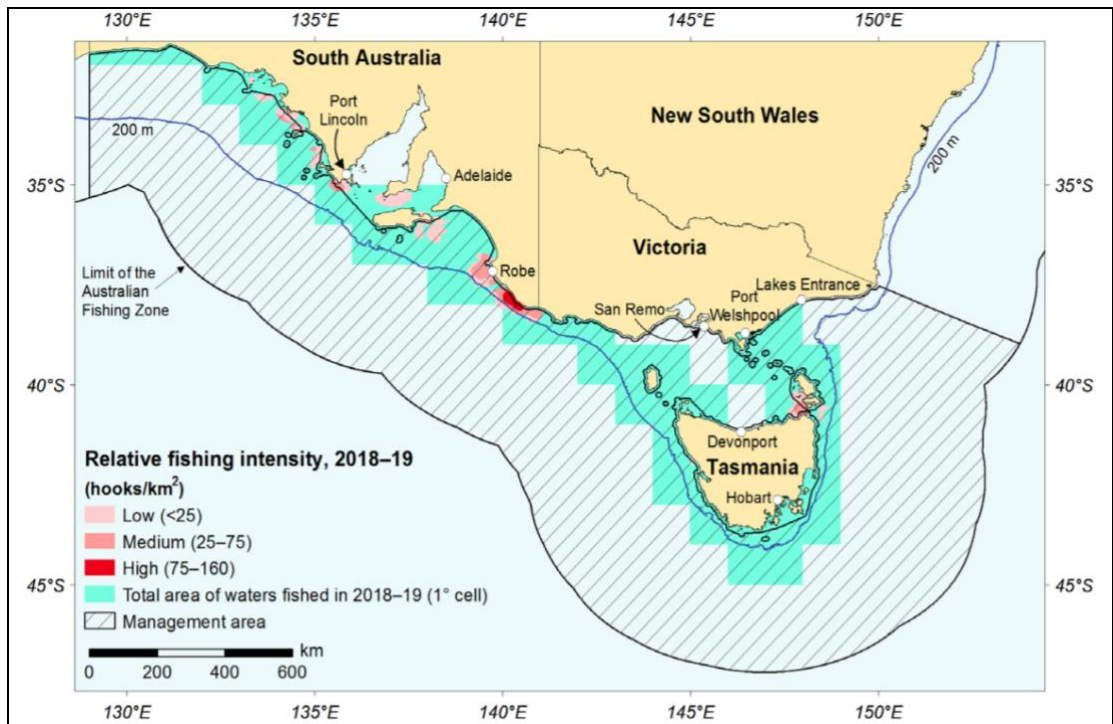 130°E 135°E 140°E 145°E 150°E
South Australia
Port
Lincoln
New South Wales
200 m
200 m
35°S
Adelaide
35°S
Victoria
Limit of the
Australian
Fishing Zone
Robe
Lakes Entrance
San Remo
Port
Welshpool
40°S
40°S
Devonport
Tasmania
Hobart
Relative fishing intensity, 2018–19
(hooks/km²)
Low (<25)
Medium (25–75)
High (75–160)
Total area of waters fished in 2018–19 (1° cell)
Management area
45°S
45°S
km
0 200 400 600
130°E 135°E 140°E 145°E 150°E